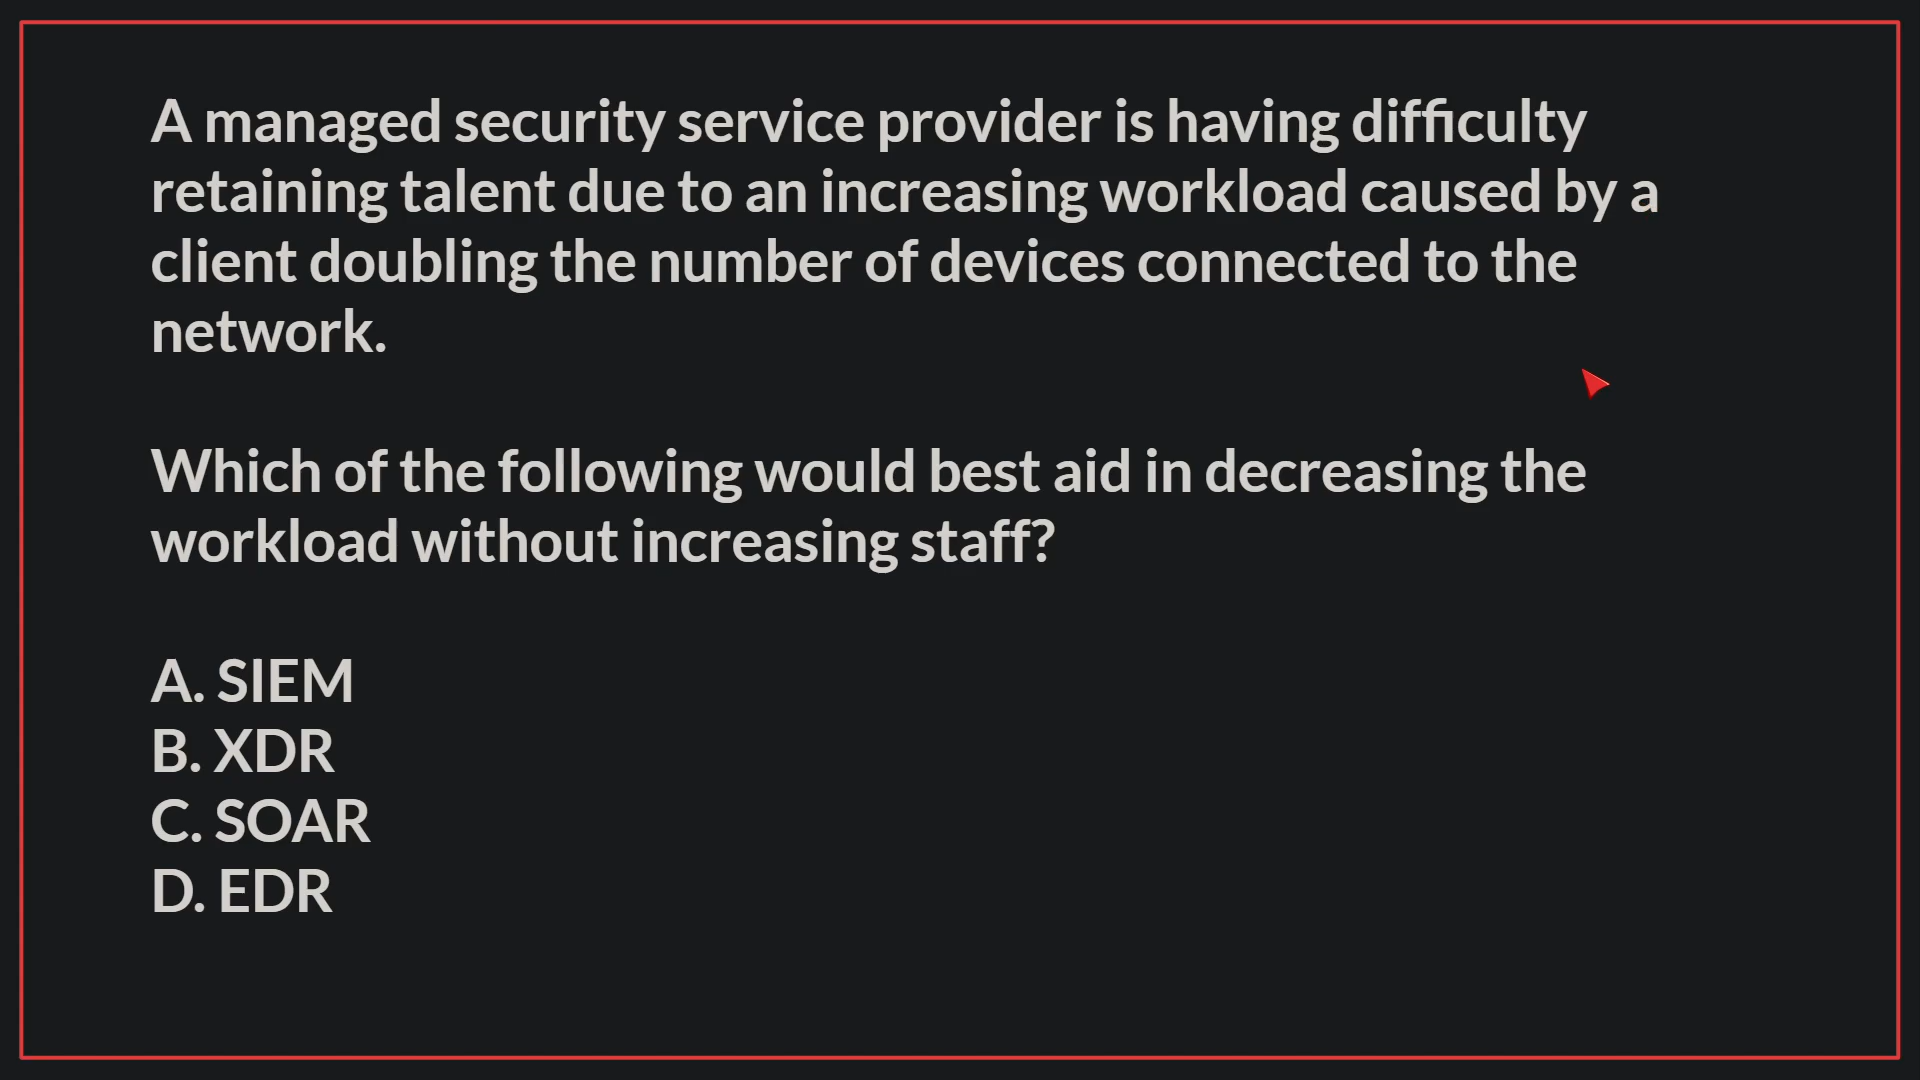 A managed security service provider is having difficulty
retaining talent due to an increasing workload caused by a
client doubling the number of devices connected to the
network.
Which of the following would best aid in decreasing the
workload without increasing staff?
A. SIEM
B. XDR
C. SOAR
D. EDR